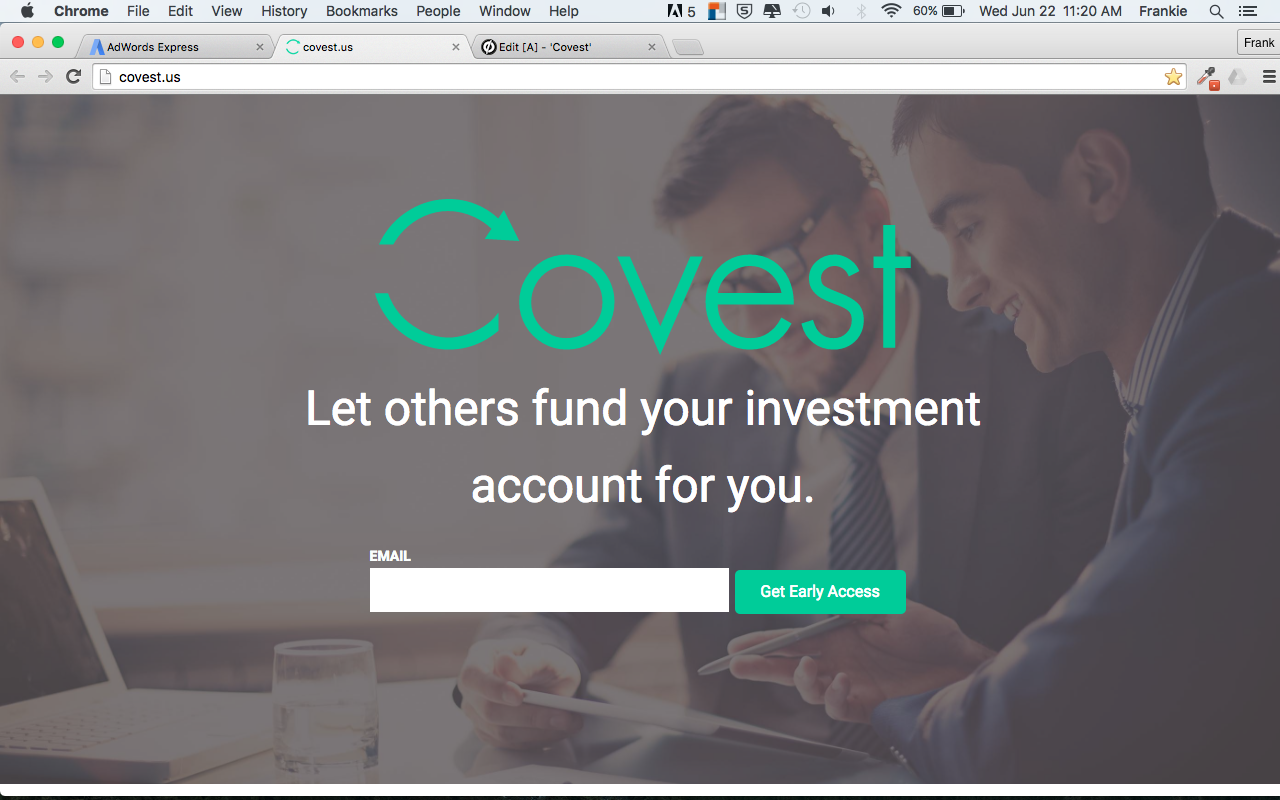 Chrome File Edit View History Bookmarks People Window Help 5 60% Wed Jun 22 11:20 AM Frankie
AdWords Express covest.us Edit [A] - 'Covest' Frank
covest.us
Covest
Let others fund your investment
account for you.
EMAIL
Get Early Access